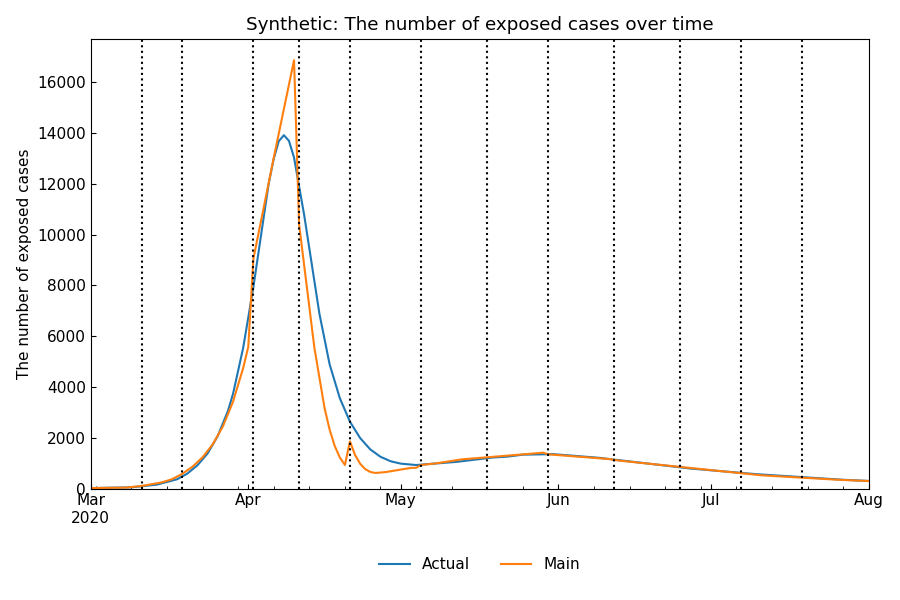 Synthetic: The number of exposed cases over time
The number of exposed cases
16000
14000
12000
10000
8000
6000
4000
2000
0
Mar Apr May Jun Jul Aug
2020
Actual Main